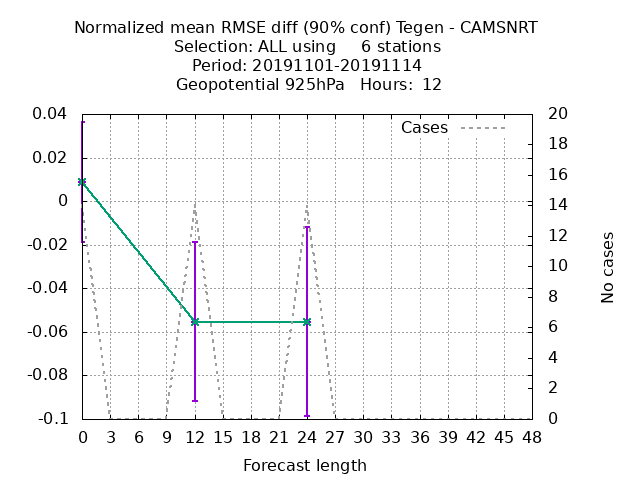 Normalized mean RMSE diff (90% conf) Tegen - CAMSNRT
Selection: ALL using     6 stations
Period: 20191101-20191114
Geopotential 925hPa   Hours:  12
Cases
0.04
0.02
0
-0.02
-0.04
-0.06
-0.08
-0.1
20
18
16
14
12
10
8
6
4
2
0
No cases
0 3 6 9 12 15 18 21 24 27 30 33 36 39 42 45 48
Forecast length